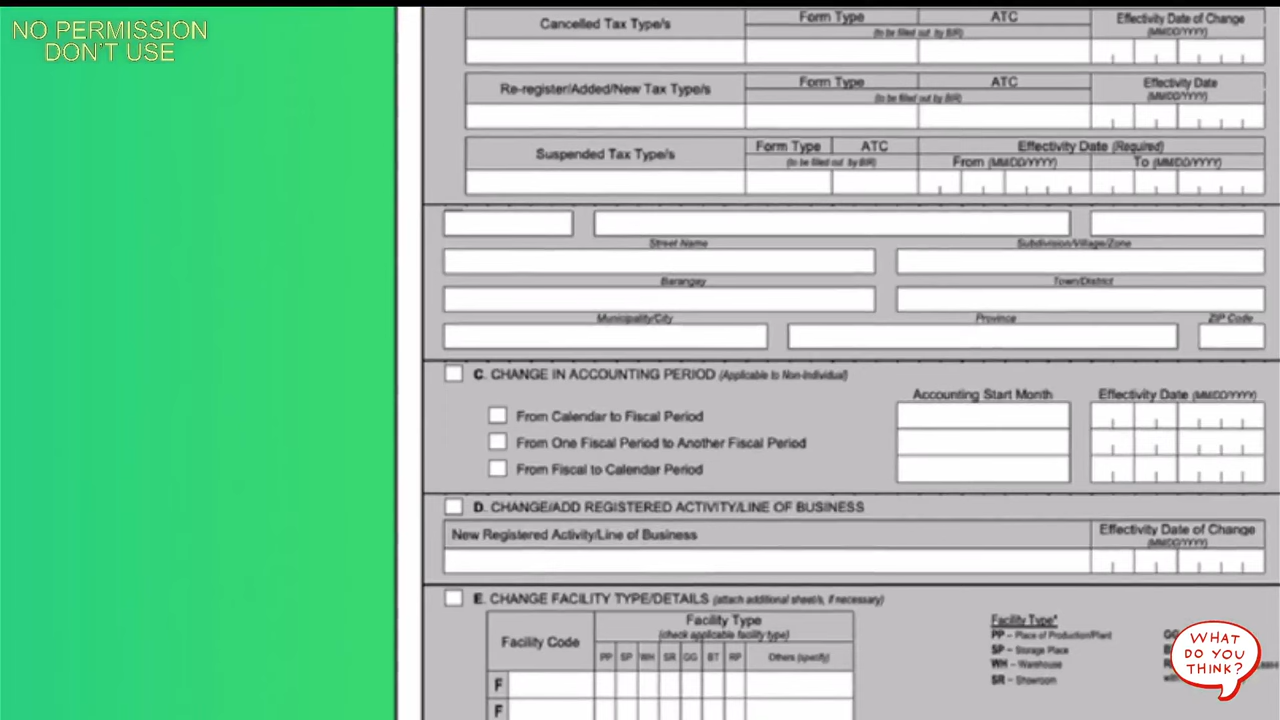 NO PERMISSION
DON'T USE
Cancelled Tax Type/s
Form Type
ATC
(to be filled out by BIR)
Effectivity Date of Change
(MM/DD/YYYY)
Re-register/Added/New Tax Type/s
Form Type
ATC
(to be filled out by BIR)
Effectivity Date
(MM/DD/YYYY)
Suspended Tax Type/s
Form Type
ATC
(to be filled out by BIR)
Effectivity Date (Required)
From (MM/DD/YYYY)
To (MM/DD/YYYY)
Street Name
Subdivision/Village/Zone
Barangay
Town/District
Municipality/City
Province
ZIP Code
C. CHANGE IN ACCOUNTING PERIOD (Applicable to Non-Individual)
Accounting Start Month
Effectivity Date (MM/DD/YYYY)
From Calendar to Fiscal Period
From One Fiscal Period to Another Fiscal Period
From Fiscal to Calendar Period
D. CHANGE/ADD REGISTERED ACTIVITY/LINE OF BUSINESS
New Registered Activity/Line of Business
Effectivity Date of Change
(MM/DD/YYYY)
E. CHANGE FACILITY TYPE/DETAILS (attach additional sheet/s, if necessary)
Facility Code
Facility Type
(check applicable facility type)
PP SP WH SR GG BT RP Others (specify)
F
F
Facility Type*
PP – Place of Production/Plant
SP – Storage Place
WH – Warehouse
SR – Showroom
WHAT
DO YOU
THINK?